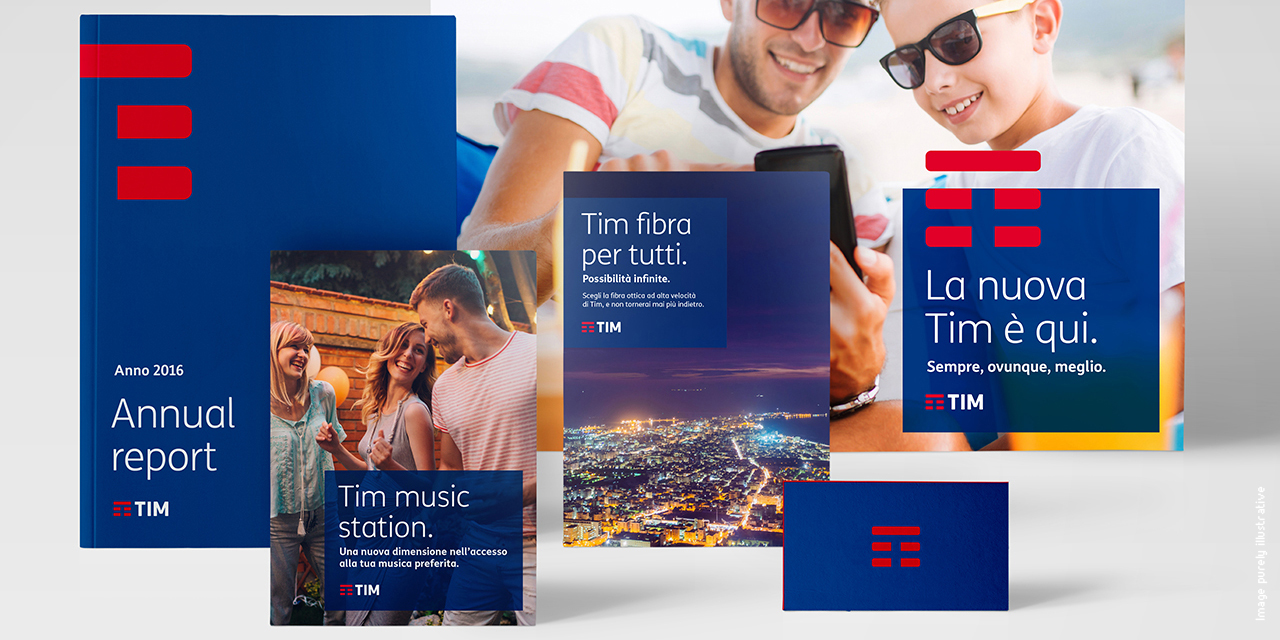 Anno 2016
Annual
report
TIM
Tim music
station.
Una nuova dimensione nell'accesso
alla tua musica preferita.
TIM
Tim fibra
per tutti.
Possibilità infinite.
Scegli la fibra ottica ad alta velocità
di Tim, e non tornerai mai più indietro.
TIM
La nuova
Tim è qui.
Sempre, ovunque, meglio.
TIM
Image purely illustrative